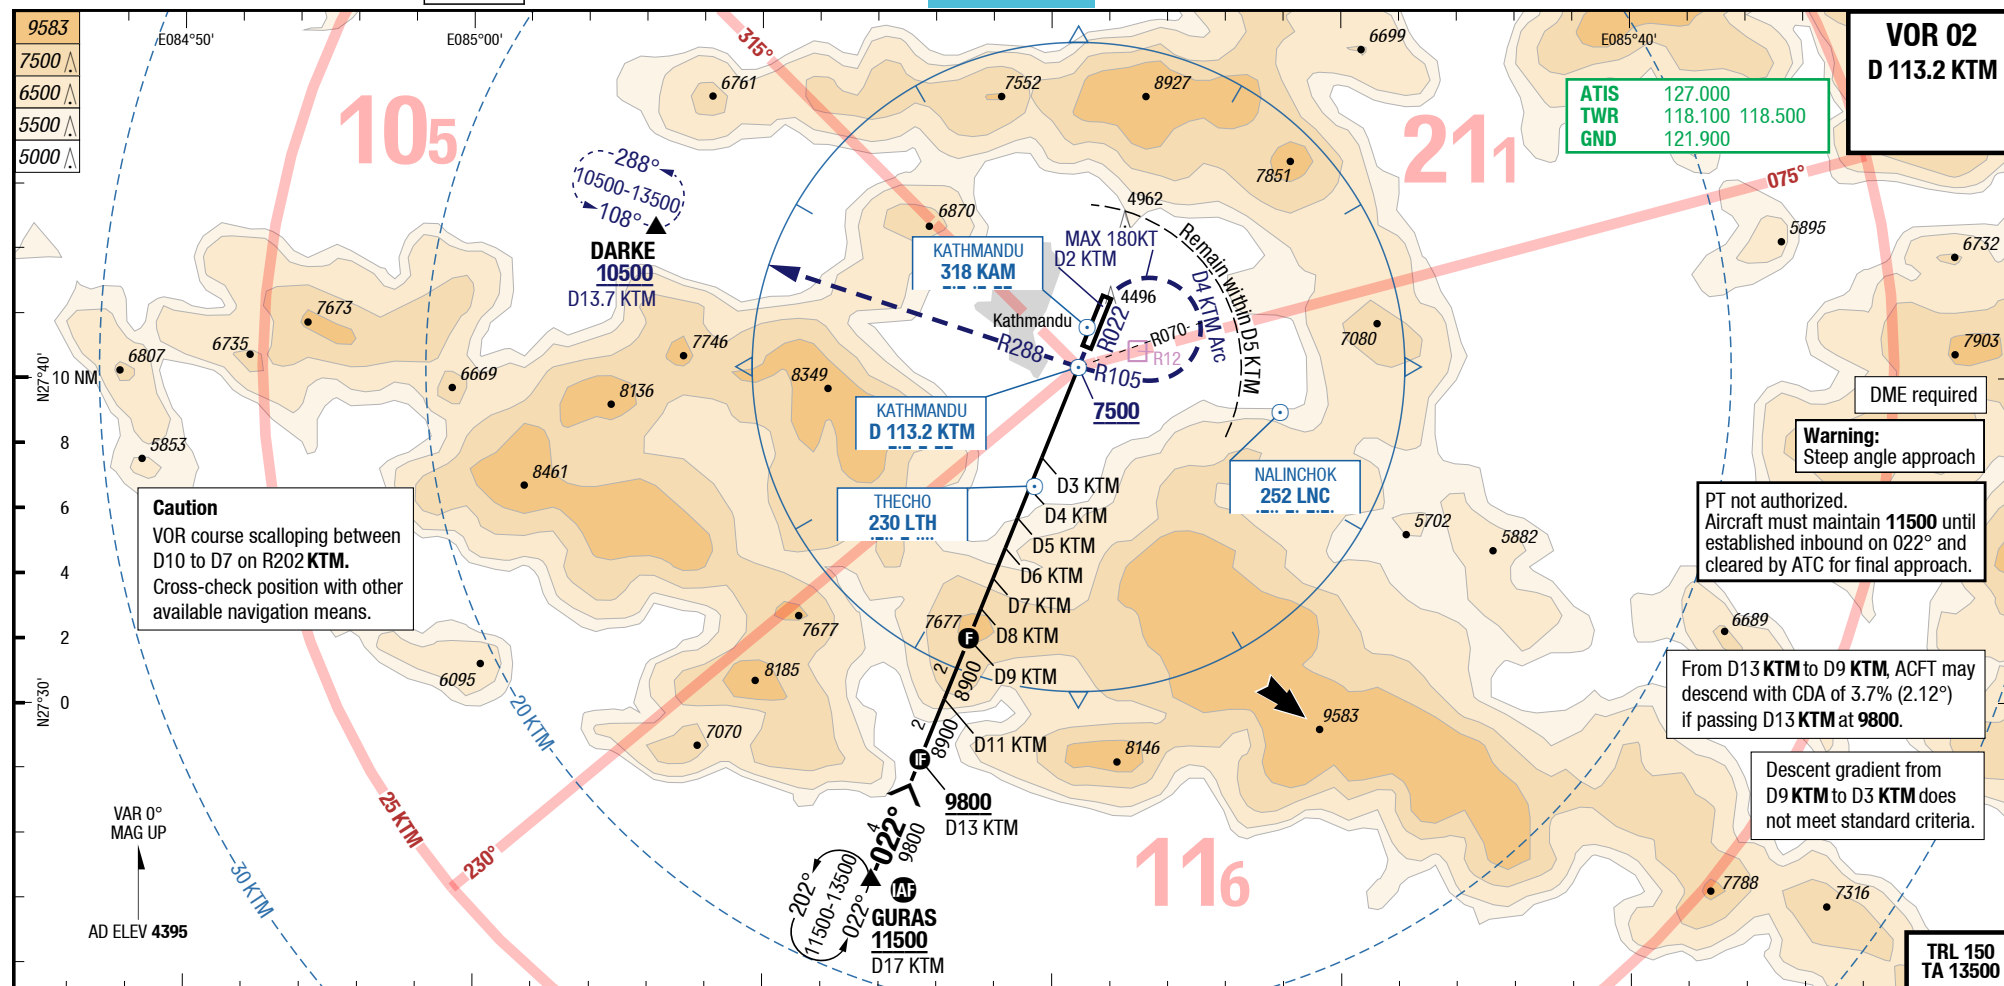 9583
7500
6500
5500
5000
E084°50'
E085°00'
E085°40'
VOR 02
D 113.2 KTM
ATIS 127.000
TWR 118.100 118.500
GND 121.900
315°
105
211
116
075°
230°
25 KTM
20 KTM
30 KTM
6761
7552
8927
6699
7851
4962
6870
5895
6732
7903
7080
4496
7673
6735
6807
6669
5853
7746
8136
8349
8461
7677
7677
8185
6095
7070
8146
9583
5702
5882
6689
7788
7316
288°
10500-13500
108°
DARKE
10500
D13.7 KTM
KATHMANDU
318 KAM
Kathmandu
MAX 180KT
D2 KTM
Remain within D5 KTM
D4 KTM Arc
R022
R070
R12
R288
R105
7500
KATHMANDU
D 113.2 KTM
THECHO
230 LTH
NALINCHOK
252 LNC
D3 KTM
D4 KTM
D5 KTM
D6 KTM
D7 KTM
D8 KTM
F
D9 KTM
2
8900
D11 KTM
2
8900
IF
9800
D13 KTM
4
022°
9800
202°
11500-13500
022°
IAF
GURAS
11500
D17 KTM
N27°40'
N27°30'
10 NM
8
6
4
2
0
Caution
VOR course scalloping between
D10 to D7 on R202 KTM.
Cross-check position with other
available navigation means.
VAR 0°
MAG UP
AD ELEV 4395
DME required
Warning:
Steep angle approach
PT not authorized.
Aircraft must maintain 11500 until
established inbound on 022° and
cleared by ATC for final approach.
From D13 KTM to D9 KTM, ACFT may
descend with CDA of 3.7% (2.12°)
if passing D13 KTM at 9800.
Descent gradient from
D9 KTM to D3 KTM does
not meet standard criteria.
TRL 150
TA 13500